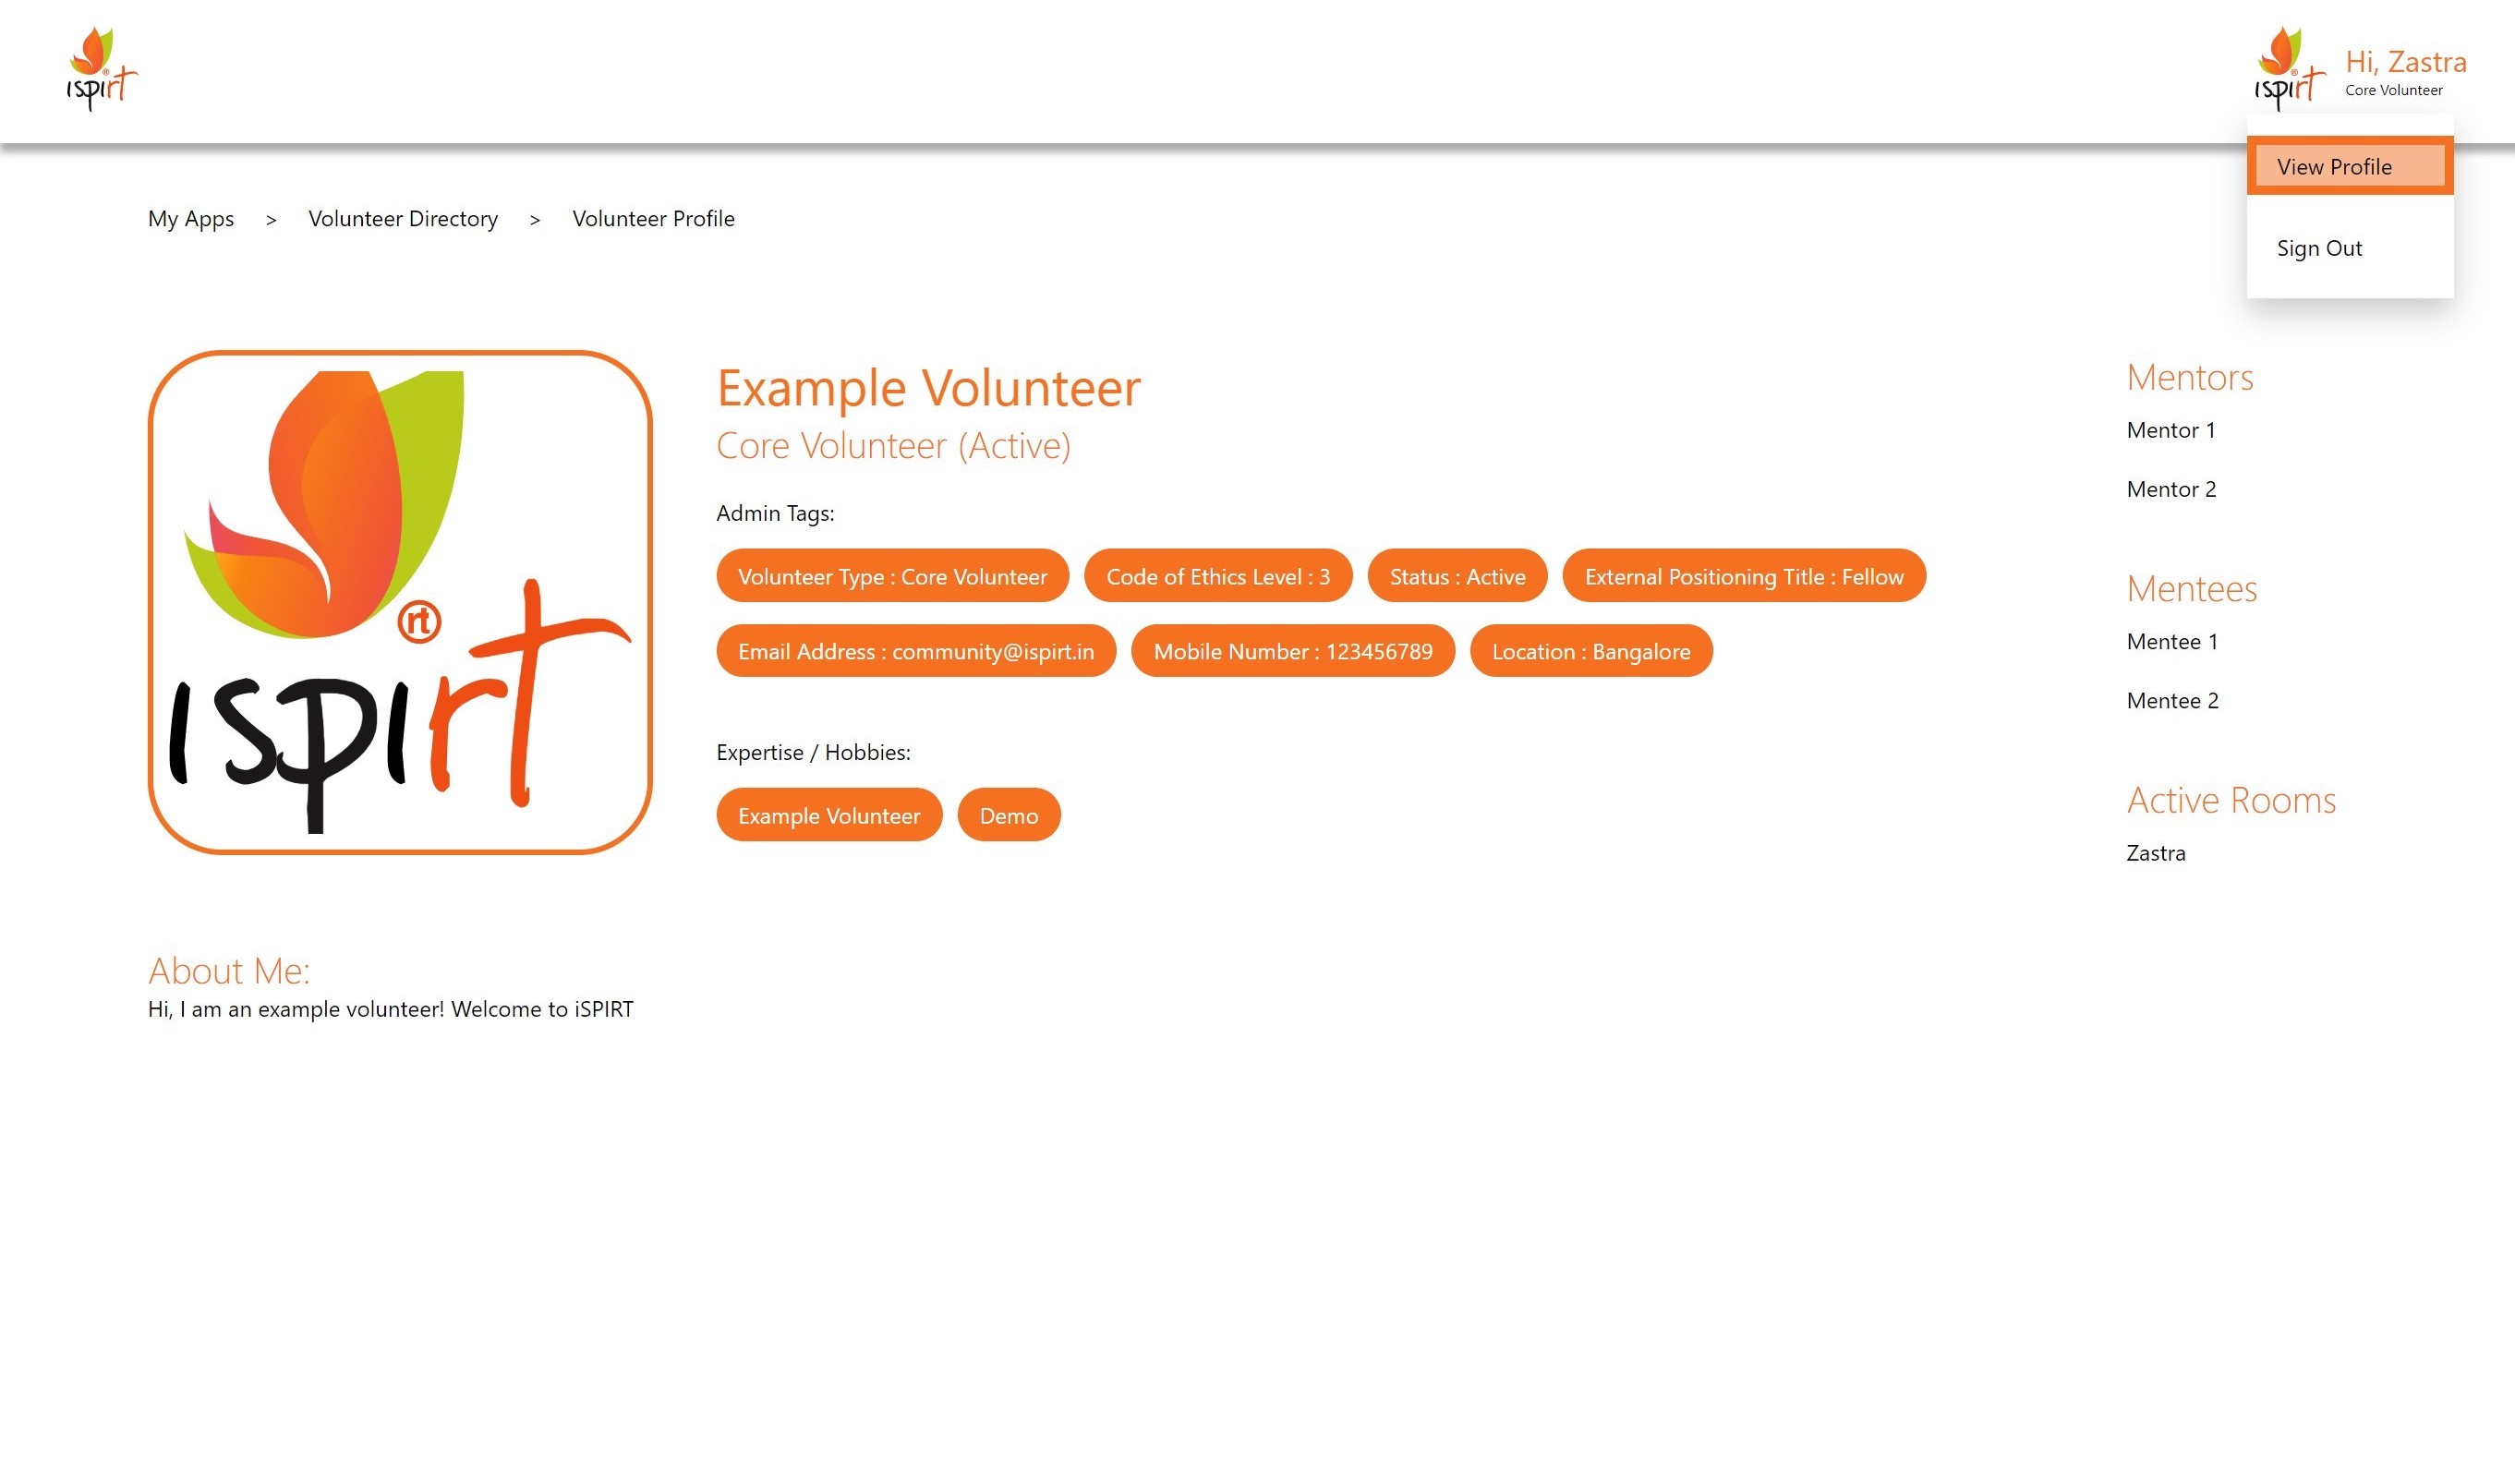 ispirt
ispirt
Hi, Zastra
Core Volunteer
View Profile
Sign Out
My Apps > Volunteer Directory > Volunteer Profile
Example Volunteer
Core Volunteer (Active)
Admin Tags:
Volunteer Type : Core Volunteer Code of Ethics Level : 3 Status : Active External Positioning Title : Fellow
Email Address : community@ispirt.in Mobile Number : 123456789 Location : Bangalore
Expertise / Hobbies:
Example Volunteer Demo
rt
ispirt
Mentors
Mentor 1
Mentor 2
Mentees
Mentee 1
Mentee 2
Active Rooms
Zastra
About Me:
Hi, I am an example volunteer! Welcome to iSPIRT